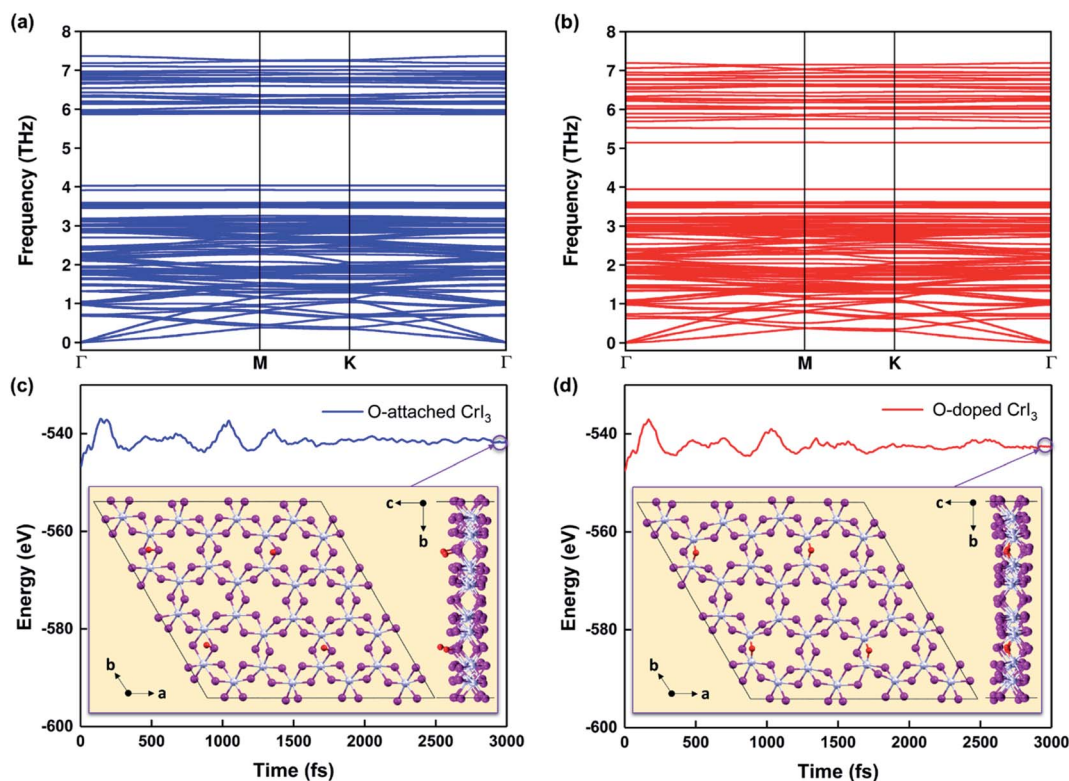 (a)
8
7
6
5
4
3
2
1
0
Frequency (THz)
Γ M K Γ
(b)
8
7
6
5
4
3
2
1
0
Frequency (THz)
Γ M K Γ
(c)
-540
-560
-580
-600
Energy (eV)
O-attached CrI₃
c
b
b
a
0 500 1000 1500 2000 2500 3000
Time (fs)
(d)
-540
-560
-580
-600
Energy (eV)
O-doped CrI₃
c
b
b
a
0 500 1000 1500 2000 2500 3000
Time (fs)